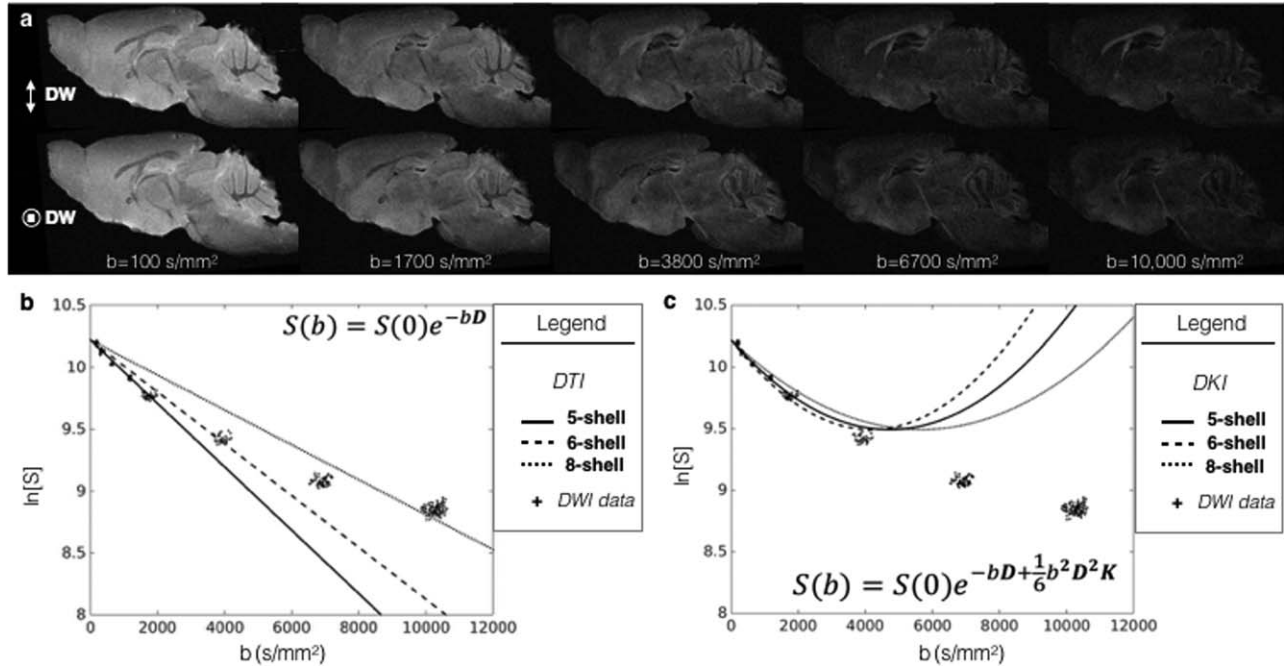 a
DW
DW
b=100 s/mm²
b=1700 s/mm²
b=3800 s/mm²
b=6700 s/mm²
b=10,000 s/mm²
b
c
10.5
10
9.5
9
8.5
8
ln[S]
0
2000
4000
6000
8000
10000
12000
b (s/mm²)
S(b) = S(0)e^{-bD}
Legend
DTI
5-shell
6-shell
8-shell
DWI data
10.5
10
9.5
9
8.5
8
ln[S]
0
2000
4000
6000
8000
10000
12000
b (s/mm²)
S(b) = S(0)e^{-bD+\frac{1}{6}b²D²K}
Legend
DKI
5-shell
6-shell
8-shell
DWI data